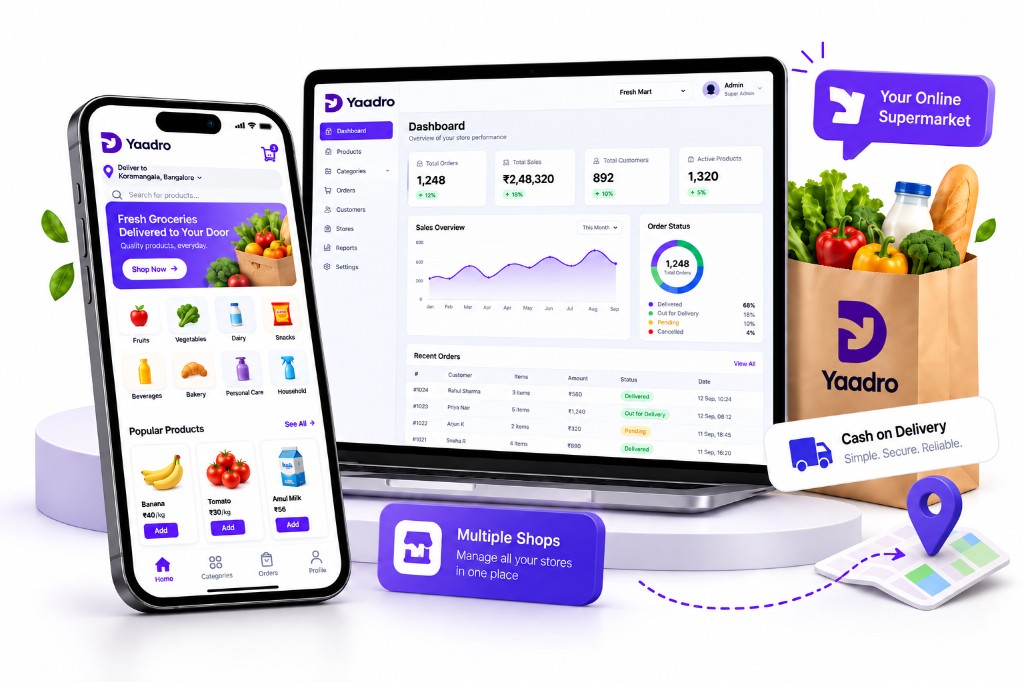 Yaadro
3
Deliver to
Koramangala, Bangalore
Search for products...
Fresh Groceries
Delivered to Your Door
Quality products, everyday.
Shop Now →
Fruits
Vegetables
Dairy
Snacks
Beverages
Bakery
Personal Care
Household
Popular Products
See All →
Banana
₹40/kg
Add
Tomato
₹30/kg
Add
Amul Milk
₹56
Add
Home
Categories
Orders
Profile
Yaadro
Fresh Mart
Admin
Super Admin
Dashboard
Products
Categories
Orders
Customers
Stores
Reports
Settings
Dashboard
Overview of your store performance
Total Orders
1,248
+ 12%
Total Sales
₹2,48,320
+ 18%
Total Customers
892
+ 10%
Active Products
1,320
+ 5%
Sales Overview
This Month
Jan Feb Mar Apr Apr May Jun Jul Aug Sep
Order Status
1,248
Total Orders
Delivered 68%
Out for Delivery 18%
Pending 10%
Cancelled 4%
Recent Orders
View All
# Customer Items Amount Status Date
#1024 Rahul Sharma 3 items ₹560 Delivered 12 Sep, 10:24
#1023 Priya Nair 5 items ₹1,240 Out for Delivery 12 Sep, 08:12
#1022 Arjun K 2 items ₹320 Pending 11 Sep, 18:45
#1021 Sneha R 4 items ₹890 Delivered 11 Sep, 16:20
Your Online
Supermarket
Yaadro
Cash on Delivery
Simple. Secure. Reliable.
Multiple Shops
Manage all your stores
in one place